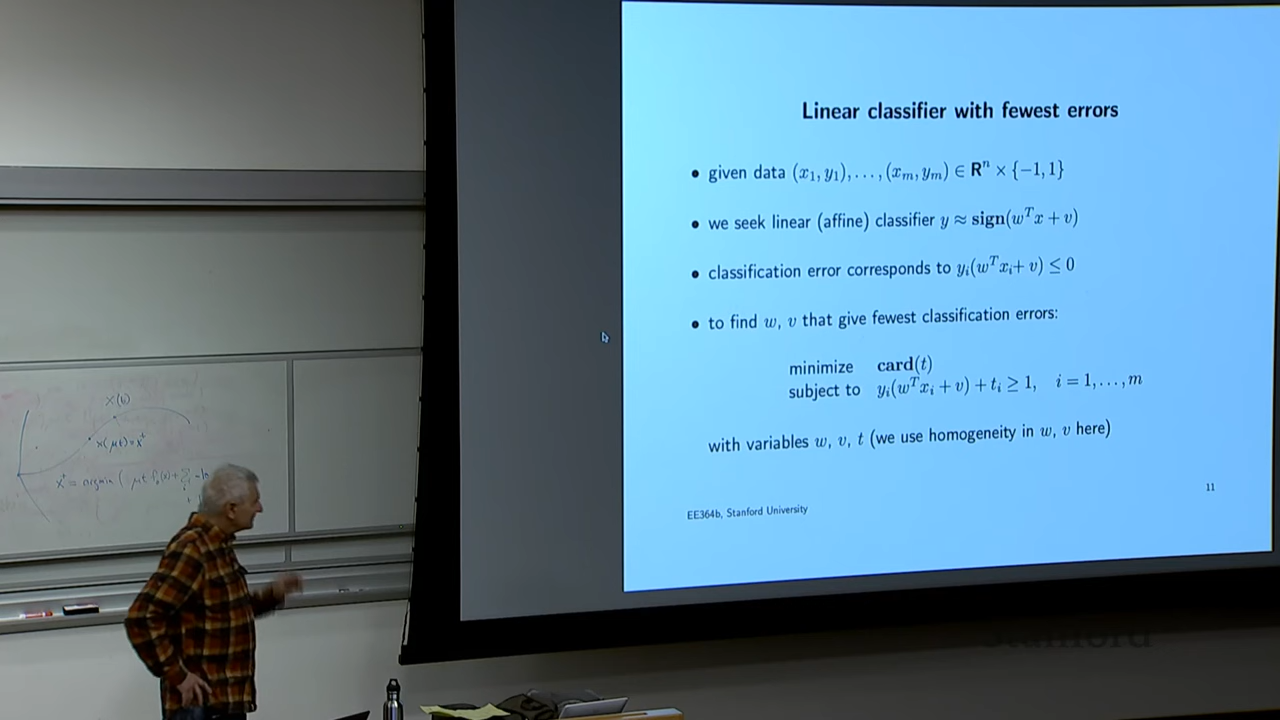 Linear classifier with fewest errors
• given data (x₁, y₁), . . . , (xₘ, yₘ) ∈ Rⁿ × {−1, 1}
• we seek linear (affine) classifier y ≈ sign(wᵀx + v)
• classification error corresponds to yᵢ(wᵀxᵢ + v) ≤ 0
• to find w, v that give fewest classification errors:
minimize card(t)
subject to yᵢ(wᵀxᵢ + v) + tᵢ ≥ 1, i = 1, . . . , m
with variables w, v, t (we use homogeneity in w, v here)
11
EE364b, Stanford University
x(t)
x(μt) = x⁺
x⁺ = argmin ( μt f₀(x) + Σ
Stanford